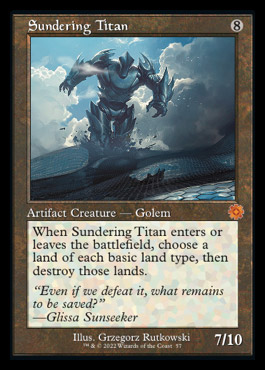 Sundering Titan 8
Artifact Creature — Golem
When Sundering Titan enters or
leaves the battlefield, choose a
land of each basic land type, then
destroy those lands.
“Even if we defeat it, what remains
to be saved?”
—Glissa Sunseeker
Illus. Grzegorz Rutkowski
™ & © 2022 Wizards of the Coast 57
7/10